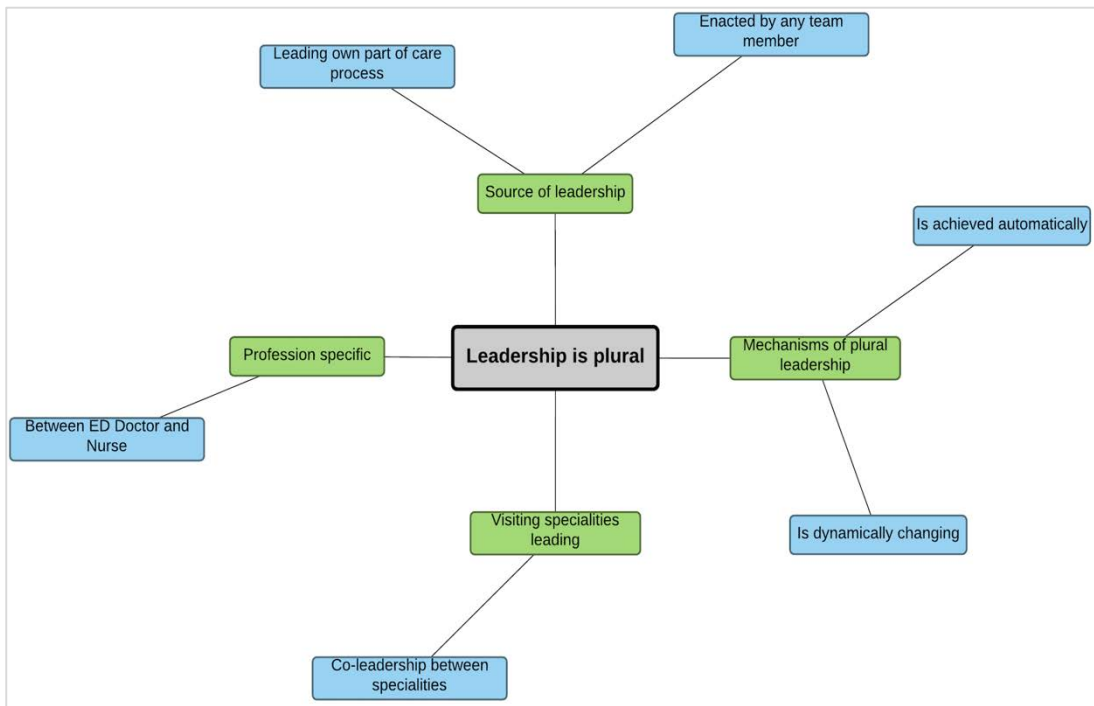 Enacted by any team
member
Leading own part of care
process
Source of leadership
Is achieved automatically
Leadership is plural
Profession specific
Mechanisms of plural
leadership
Between ED Doctor and
Nurse
Visiting specialities
leading
Is dynamically changing
Co-leadership between
specialities